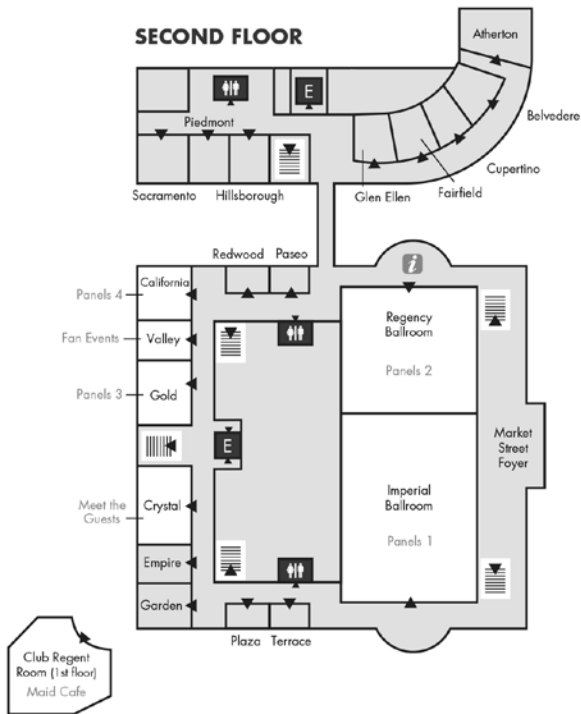 SECOND FLOOR
Atherton
E
Belvedere
Piedmont
Cupertino
Sacramento
Hillsborough
Glen Ellen
Fairfield
Redwood
Paseo
i
California
Panels 4
Regency
Ballroom
Fan Events
Valley
Panels 2
Panels 3
Gold
E
Market
Street
Foyer
Imperial
Ballroom
Meet the
Guests
Crystal
Panels 1
Empire
Garden
Plaza
Terrace
Club Regent
Room (1st floor)
Maid Cafe